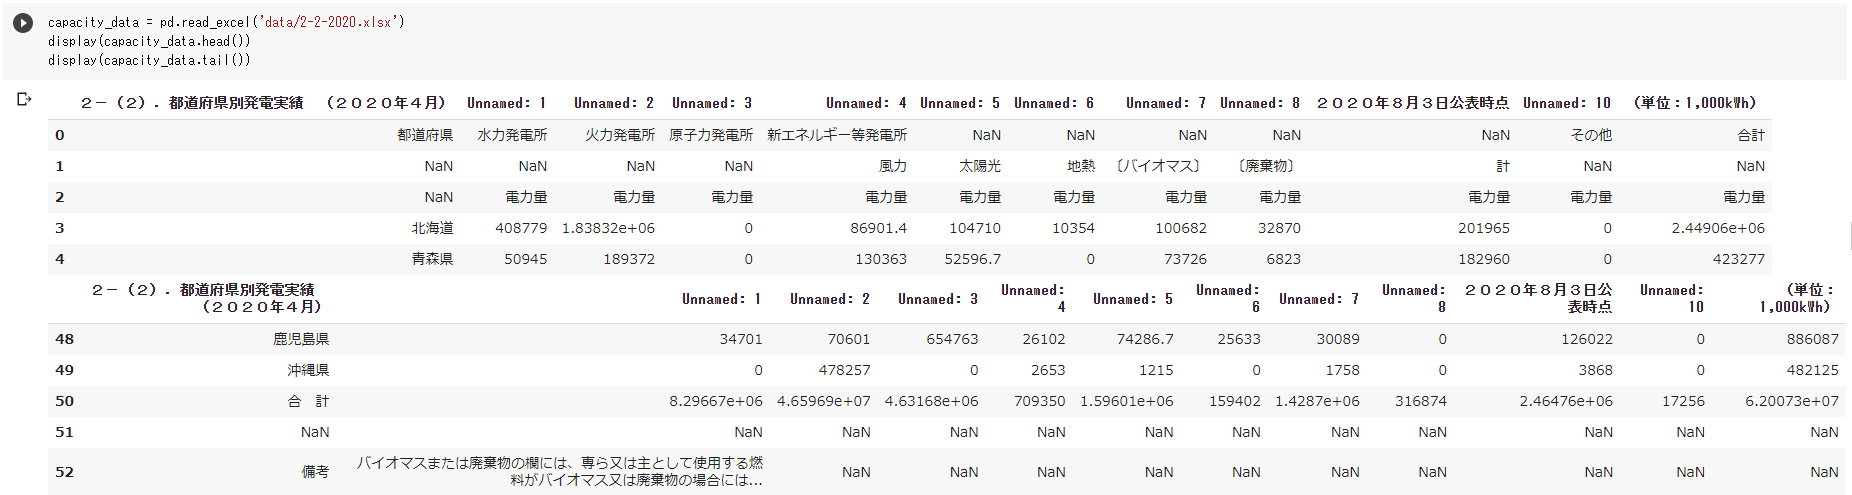 capacity_data = pd.read_excel('data/2-2-2020.xlsx')
display(capacity_data.head())
display(capacity_data.tail())
２－（２）．都道府県別発電実績　（２０２０年４月） Unnamed: 1 Unnamed: 2 Unnamed: 3 Unnamed: 4 Unnamed: 5 Unnamed: 6 Unnamed: 7 Unnamed: 8 ２０２０年８月３日公表時点 Unnamed: 10 （単位：1,000kWh）
0 都道府県 水力発電所 火力発電所 原子力発電所 新エネルギー等発電所 NaN NaN NaN NaN NaN その他 合計
1 NaN NaN NaN NaN 風力 太陽光 地熱 〔バイオマス〕 〔廃棄物〕 計 NaN NaN
2 NaN 電力量 電力量 電力量 電力量 電力量 電力量 電力量 電力量 電力量 電力量 電力量
3 北海道 408779 1.83832e+06 0 86901.4 104710 10354 100682 32870 201965 0 2.44906e+06
4 青森県 50945 189372 0 130363 52596.7 0 73726 6823 182960 0 423277
２－（２）．都道府県別発電実績 Unnamed: 1 Unnamed: 2 Unnamed: 3 Unnamed: Unnamed: 5 Unnamed: Unnamed: 7 Unnamed: ２０２０年８月３日公 Unnamed: （単位：
（２０２０年４月） 4 6 8 表時点 10 1,000kWh）
48 鹿児島県 34701 70601 654763 26102 74286.7 25633 30089 0 126022 0 886087
49 沖縄県 0 478257 0 2653 1215 0 1758 0 3868 0 482125
50 合　計 8.29667e+06 4.65969e+07 4.63168e+06 709350 1.59601e+06 159402 1.4287e+06 316874 2.46476e+06 17256 6.20073e+07
51 NaN NaN NaN NaN NaN NaN NaN NaN NaN NaN NaN NaN
52 備考 バイオマスまたは廃棄物の欄には、専ら又は主として使用する燃 NaN NaN NaN NaN NaN NaN NaN NaN NaN NaN
料がバイオマス又は廃棄物の場合には...